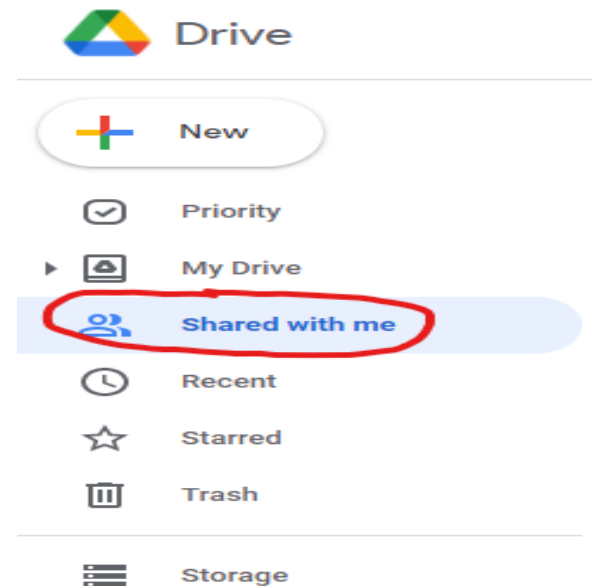 Drive
New
Priority
My Drive
Shared with me
Recent
Starred
Trash
Storage